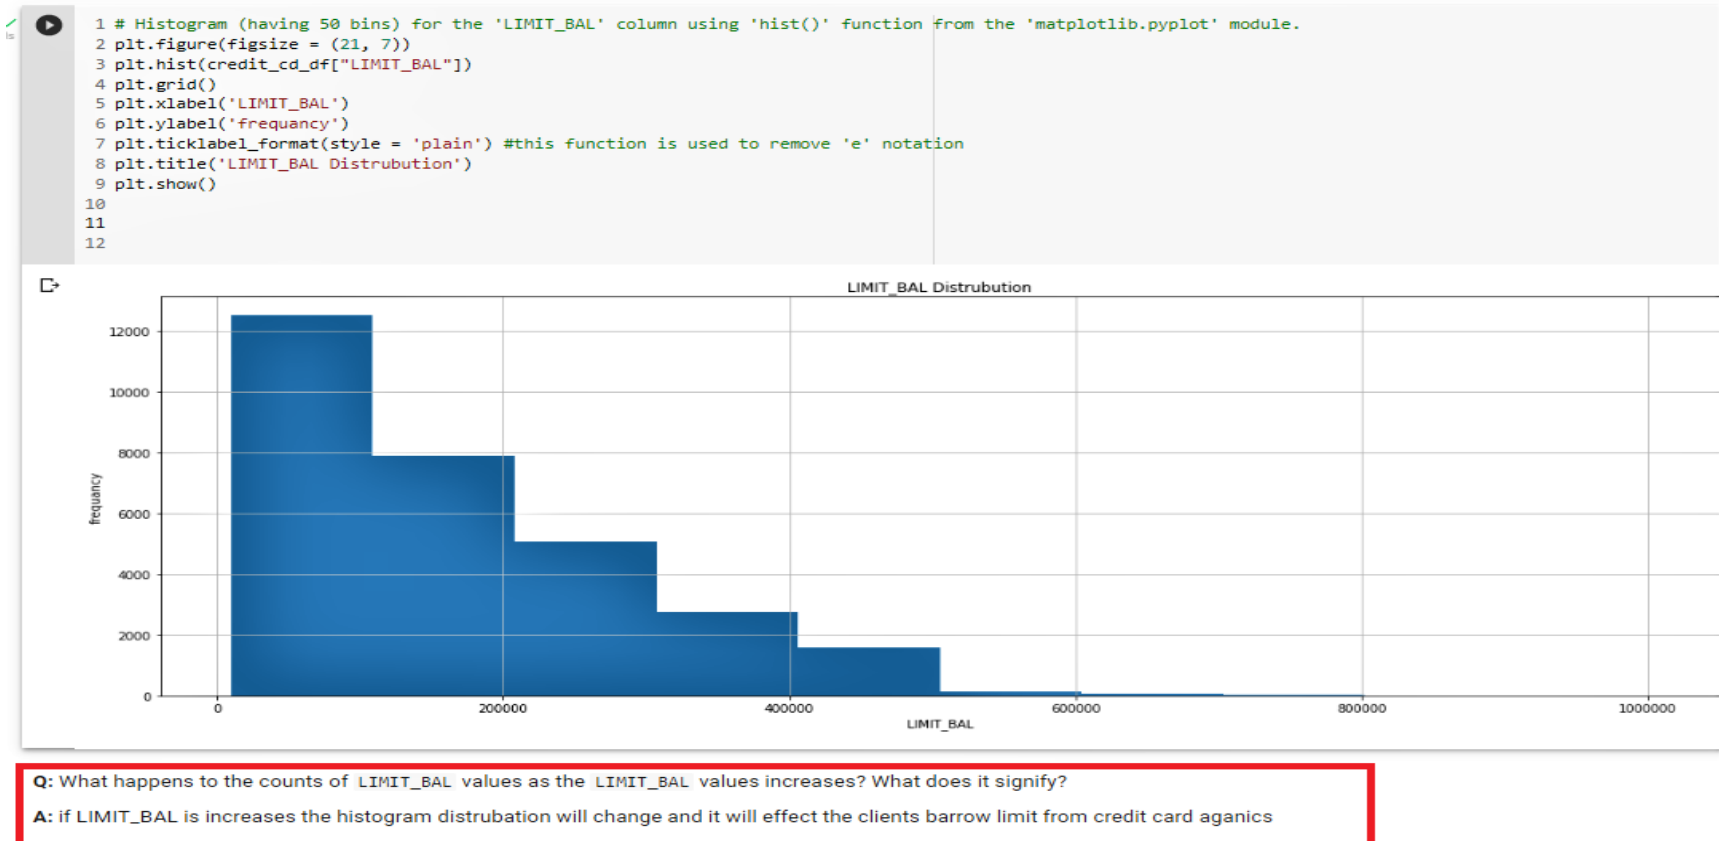 1 # Histogram (having 50 bins) for the 'LIMIT_BAL' column using 'hist()' function from the 'matplotlib.pyplot' module.
2 plt.figure(figsize = (21, 7))
3 plt.hist(credit_cd_df["LIMIT_BAL"])
4 plt.grid()
5 plt.xlabel('LIMIT_BAL')
6 plt.ylabel('frequancy')
7 plt.ticklabel_format(style = 'plain') #this function is used to remove 'e' notation
8 plt.title('LIMIT_BAL Distrubution')
9 plt.show()
10
11
12
LIMIT_BAL Distrubution
12000
10000
8000
6000
4000
2000
0
frequancy
0 200000 400000 600000 800000 1000000
LIMIT_BAL
Q: What happens to the counts of LIMIT_BAL values as the LIMIT_BAL values increases? What does it signify?
A: if LIMIT_BAL is increases the histogram distrubation will change and it will effect the clients barrow limit from credit card aganics